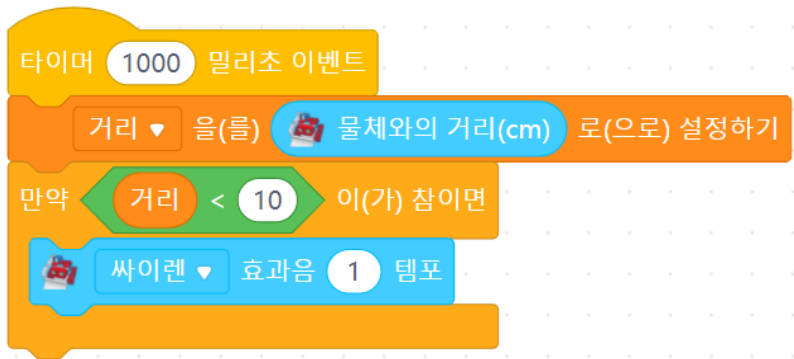 타이머 1000 밀리초 이벤트
거리 ▼ 을(를) 물체와의 거리(cm) 로(으로) 설정하기
만약 거리 < 10 이(가) 참이면
싸이렌 ▼ 효과음 1 템포